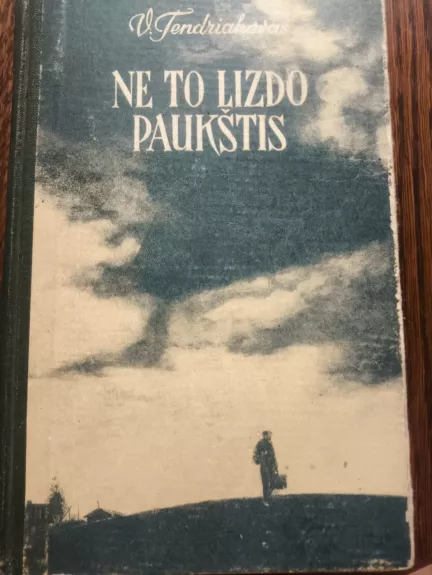 V. Tendriakovas
NE TO LIZDO
PAUKŠTIS